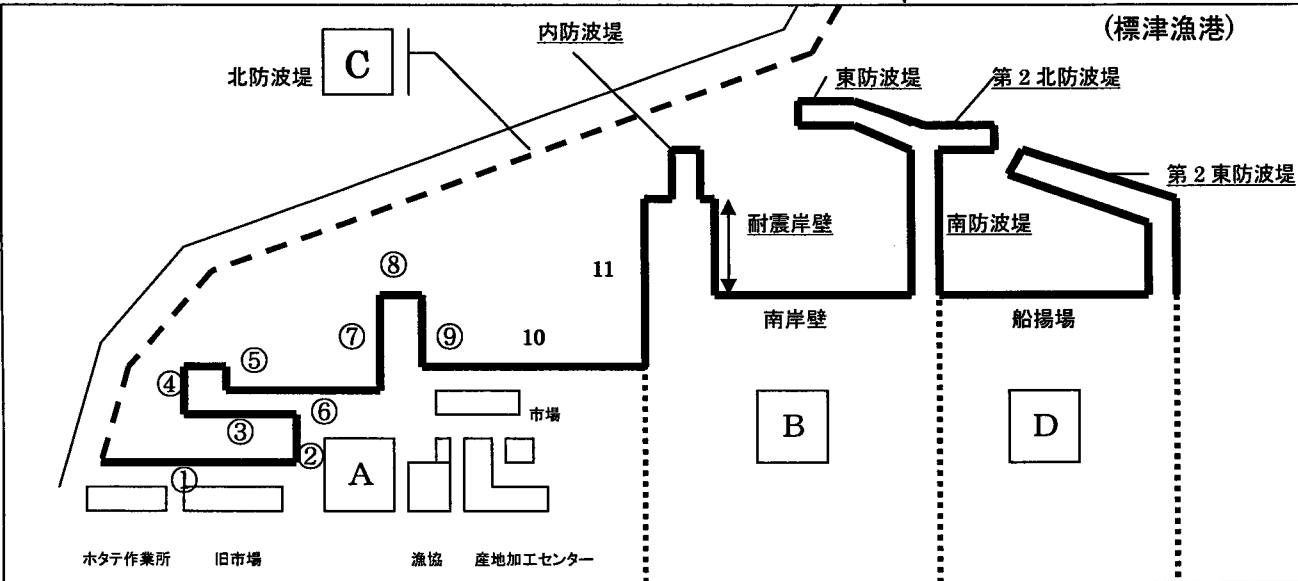 (標津漁港)
内防波堤
C
北防波堤
東防波堤
第2北防波堤
第2東防波堤
耐震岸壁
南防波堤
⑧
11
南岸壁
船揚場
⑦
⑨
10
⑤
④
⑥
市場
③
B
D
②
A
①
ホタテ作業所
旧市場
漁協
産地加工センター